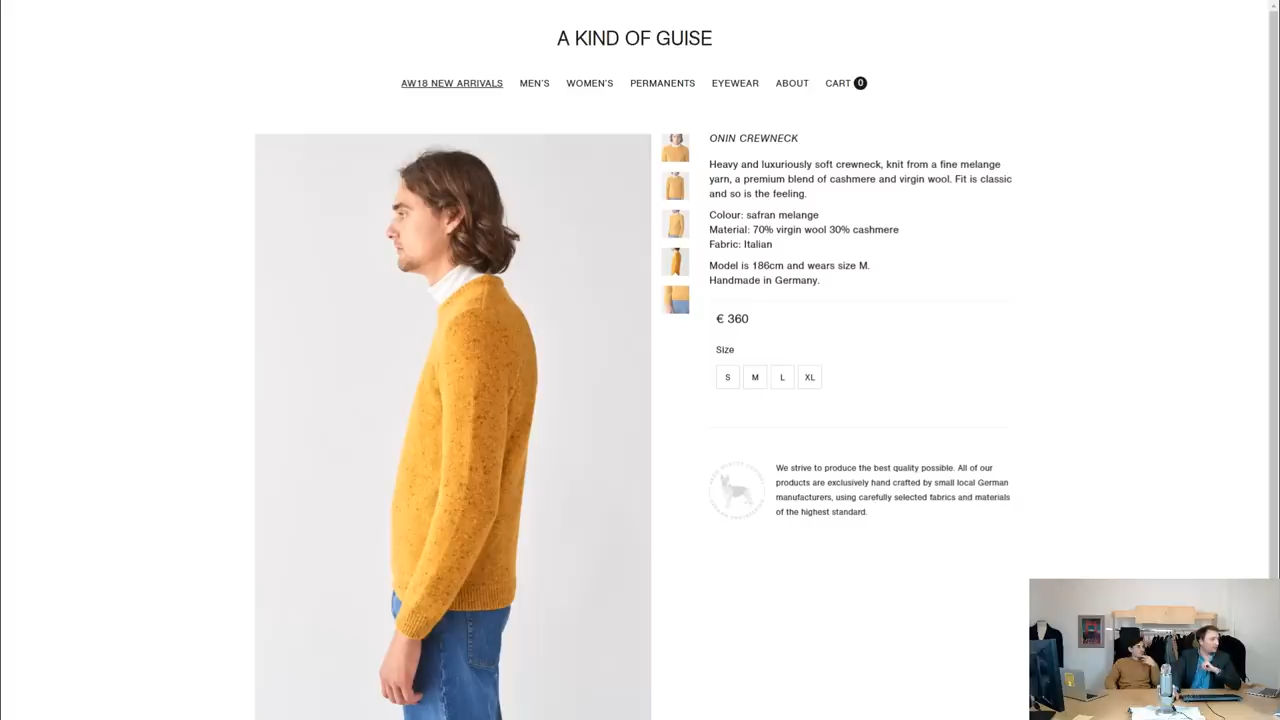 A KIND OF GUISE
AW18 NEW ARRIVALS MEN'S WOMEN'S PERMANENTS EYEWEAR ABOUT CART 0
ONIN CREWNECK
Heavy and luxuriously soft crewneck, knit from a fine melange
yarn, a premium blend of cashmere and virgin wool. Fit is classic
and so is the feeling.
Colour: safran melange
Material: 70% virgin wool 30% cashmere
Fabric: Italian
Model is 186cm and wears size M.
Handmade in Germany.
€ 360
Size
S M L XL
We strive to produce the best quality possible. All of our
products are exclusively hand crafted by small local German
manufacturers, using carefully selected fabrics and materials
of the highest standard.